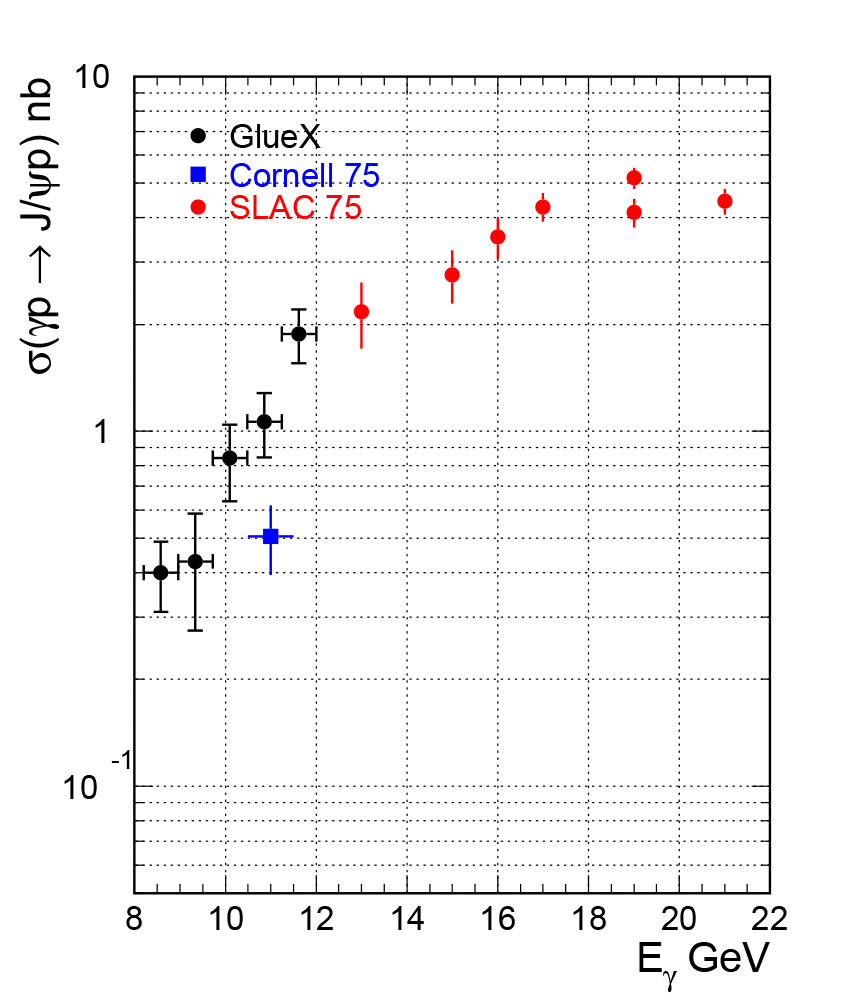 σ(γp → J/ψp) nb
10
1
10 -1
GlueX
Cornell 75
SLAC 75
8 10 12 14 16 18 20 22
Eγ GeV